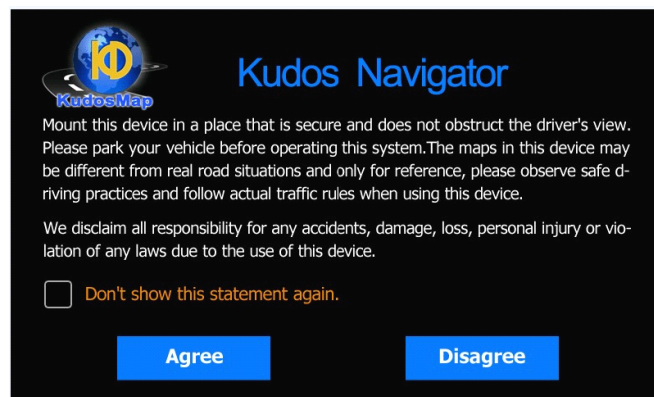 KudosMap
Kudos Navigator
Mount this device in a place that is secure and does not obstruct the driver's view.
Please park your vehicle before operating this system.The maps in this device may
be different from real road situations and only for reference, please observe safe d-
riving practices and follow actual traffic rules when using this device.
We disclaim all responsibility for any accidents, damage, loss, personal injury or vio-
lation of any laws due to the use of this device.
Don't show this statement again.
Agree
Disagree